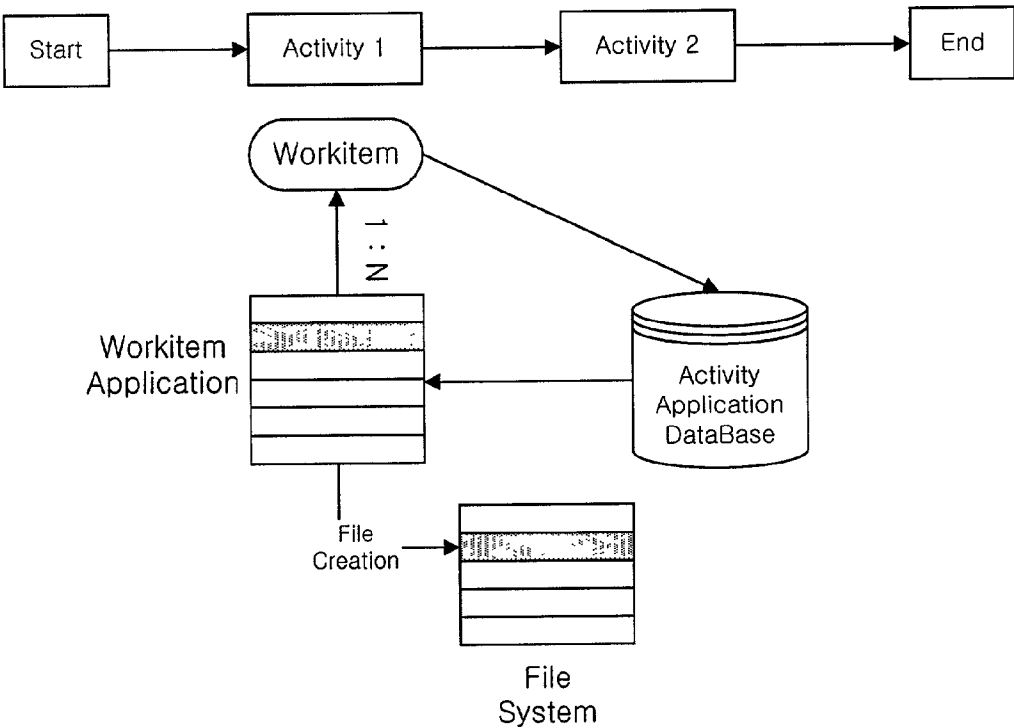 Start
Activity 1
Activity 2
End
Workitem
1 : N
Workitem
Application
Activity
Application
DataBase
File
Creation
File
System